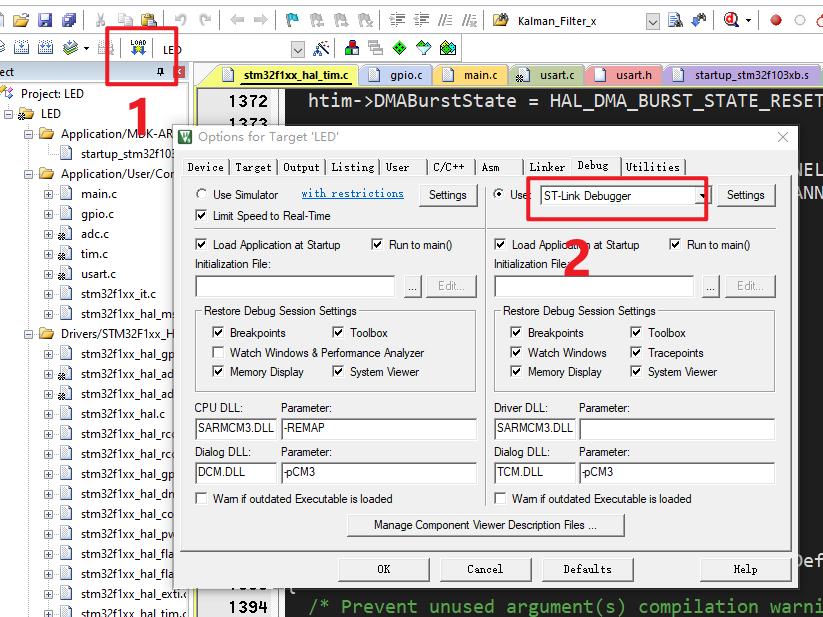 Kalman_Filter_x
LOAD
LED
1
stm32f1xx_hal_tim.c
gpio.c
main.c
usart.c
usart.h
startup_stm32f103xb.s
Project: LED
LED
Application/MDK-AR
startup_stm32f103
Application/User/Cor
main.c
gpio.c
adc.c
tim.c
usart.c
stm32f1xx_it.c
stm32f1xx_hal_ms
Drivers/STM32F1xx_H
stm32f1xx_hal_gp
stm32f1xx_hal_ad
stm32f1xx_hal_ad
stm32f1xx_hal.c
stm32f1xx_hal_rcc
stm32f1xx_hal_rcc
stm32f1xx_hal_gp
stm32f1xx_hal_dm
stm32f1xx_hal_co
stm32f1xx_hal_pw
stm32f1xx_hal_fla
stm32f1xx_hal_fla
stm32f1xx_hal_exti.c
stm32f1xx_hal_tim.c
1372 htim->DMABurstState = HAL_DMA_BURST_STATE_RESET
1373
NEL
ANN
Def
{
1394 /* Prevent unused argument(s) compilation warni
Options for Target 'LED'
Device Target Output Listing User C/C++ Asm Linker Debug Utilities
Use Simulator with restrictions Settings
Limit Speed to Real-Time
Load Application at Startup Run to main()
Initialization File:
... Edit...
Restore Debug Session Settings
Breakpoints Toolbox
Watch Windows & Performance Analyzer
Memory Display System Viewer
CPU DLL: Parameter:
SARMCM3.DLL -REMAP
Dialog DLL: Parameter:
DCM.DLL -pCM3
Warn if outdated Executable is loaded
Use: ST-Link Debugger Settings
2
Load Application at Startup Run to main()
Initialization File:
... Edit...
Restore Debug Session Settings
Breakpoints Toolbox
Watch Windows Tracepoints
Memory Display System Viewer
Driver DLL: Parameter:
SARMCM3.DLL
Dialog DLL: Parameter:
TCM.DLL -pCM3
Warn if outdated Executable is loaded
Manage Component Viewer Description Files ...
OK Cancel Defaults Help